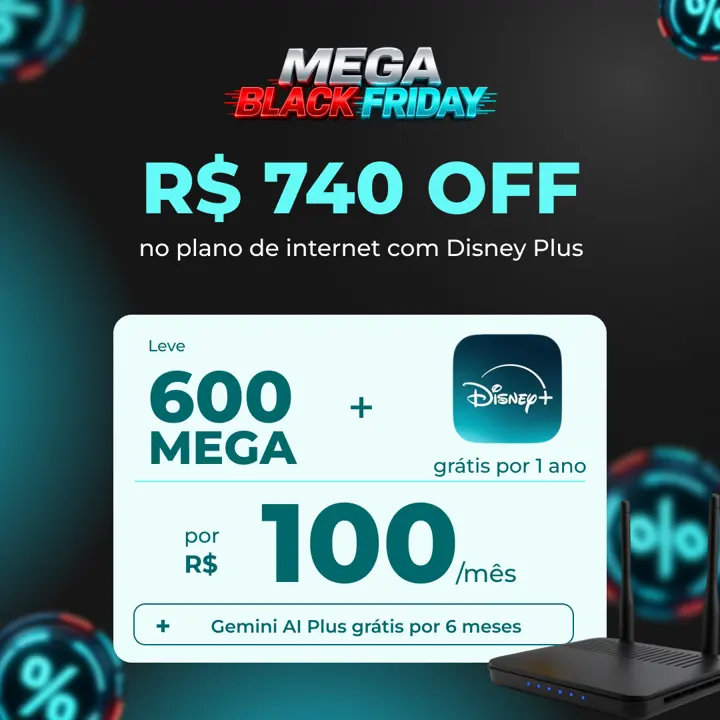 MEGA
BLACK FRIDAY
R$ 740 OFF
no plano de internet com Disney Plus
Leve
600
MEGA
+
Disney+
grátis por 1 ano
por
R$
100
/mês
+ Gemini AI Plus grátis por 6 meses
%
%
%
%